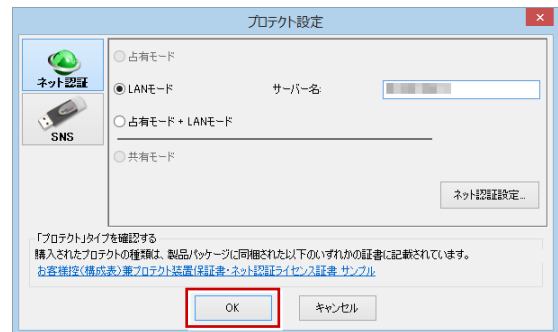 プロテクト設定
ネット認証
SNS
占有モード
LANモード
サーバー名:
占有モード + LANモード
共有モード
ネット認証設定...
「プロテクト」タイプを確認する
購入されたプロテクトの種類は、製品パッケージに同梱された以下のいずれかの証書に記載されています。
お客様控(構成表)兼プロテクト装置保証書・ネット認証ライセンス証書 サンプル
OK
キャンセル